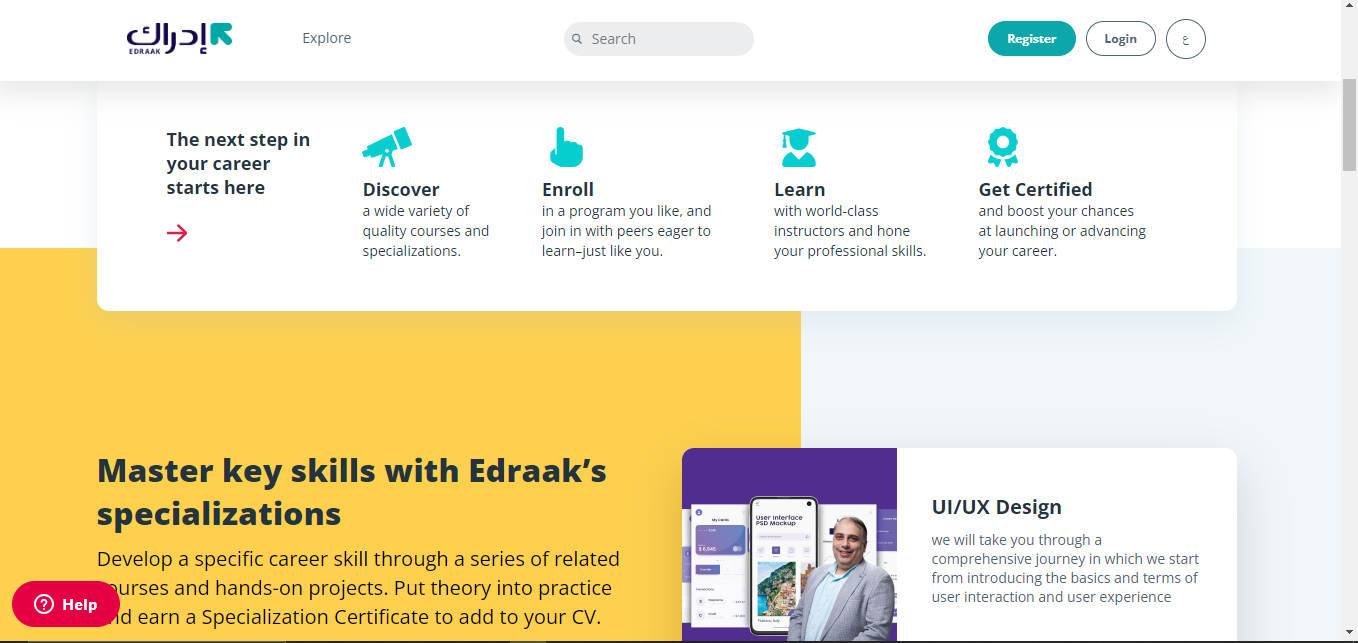 إدراك
EDRAAK
Explore
Search
Register
Login
ع
The next step in
your career
starts here
Discover
a wide variety of
quality courses and
specializations.
Enroll
in a program you like, and
join in with peers eager to
learn–just like you.
Learn
with world-class
instructors and hone
your professional skills.
Get Certified
and boost your chances
at launching or advancing
your career.
Master key skills with Edraak’s
specializations
Develop a specific career skill through a series of related
courses and hands-on projects. Put theory into practice
and earn a Specialization Certificate to add to your CV.
Help
My Cards
$ 6,945
User Interface
PSD Mockup
UI/UX Design
we will take you through a
comprehensive journey in which we start
from introducing the basics and terms of
user interaction and user experience